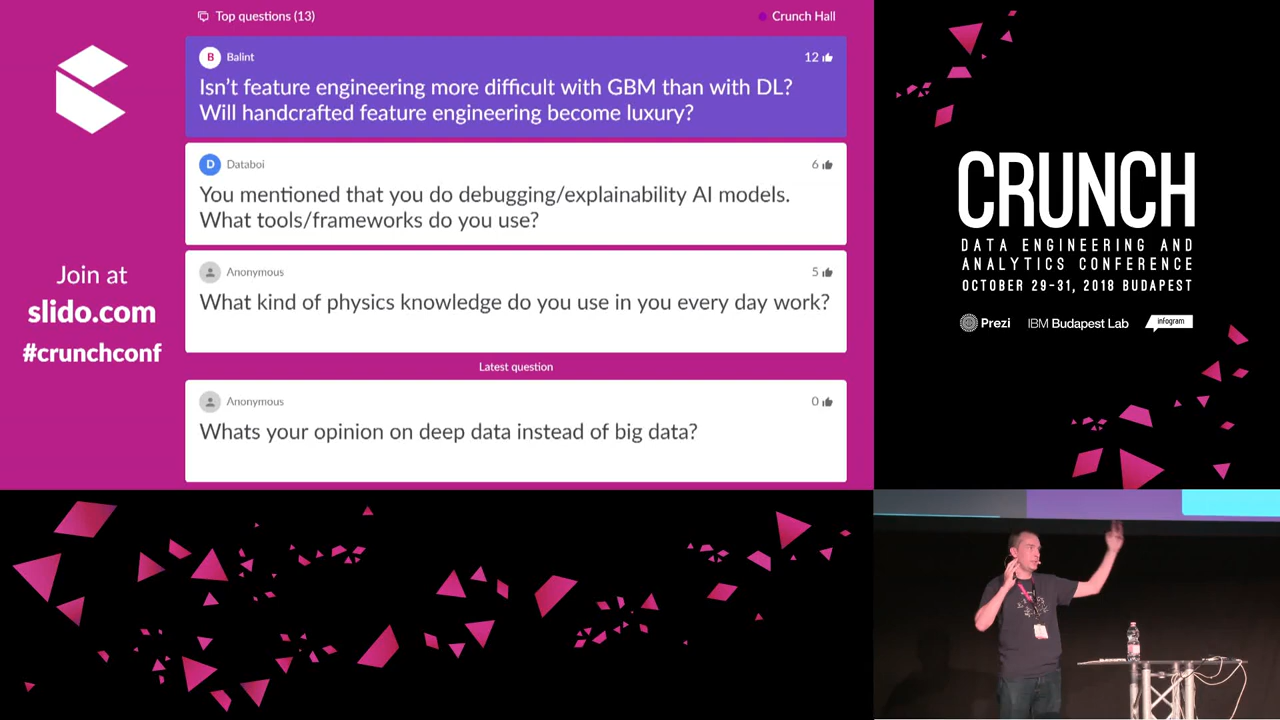 Top questions (13)
Crunch Hall
B
Balint
12
Isn't feature engineering more difficult with GBM than with DL?
Will handcrafted feature engineering become luxury?
D
Databoi
6
You mentioned that you do debugging/explainability AI models.
What tools/frameworks do you use?
Anonymous
5
What kind of physics knowledge do you use in you every day work?
Latest question
Anonymous
0
Whats your opinion on deep data instead of big data?
Join at
slido.com
#crunchconf
CRUNCH
DATA ENGINEERING AND
ANALYTICS CONFERENCE
OCTOBER 29-31, 2018 BUDAPEST
Prezi
IBM Budapest Lab
infogram